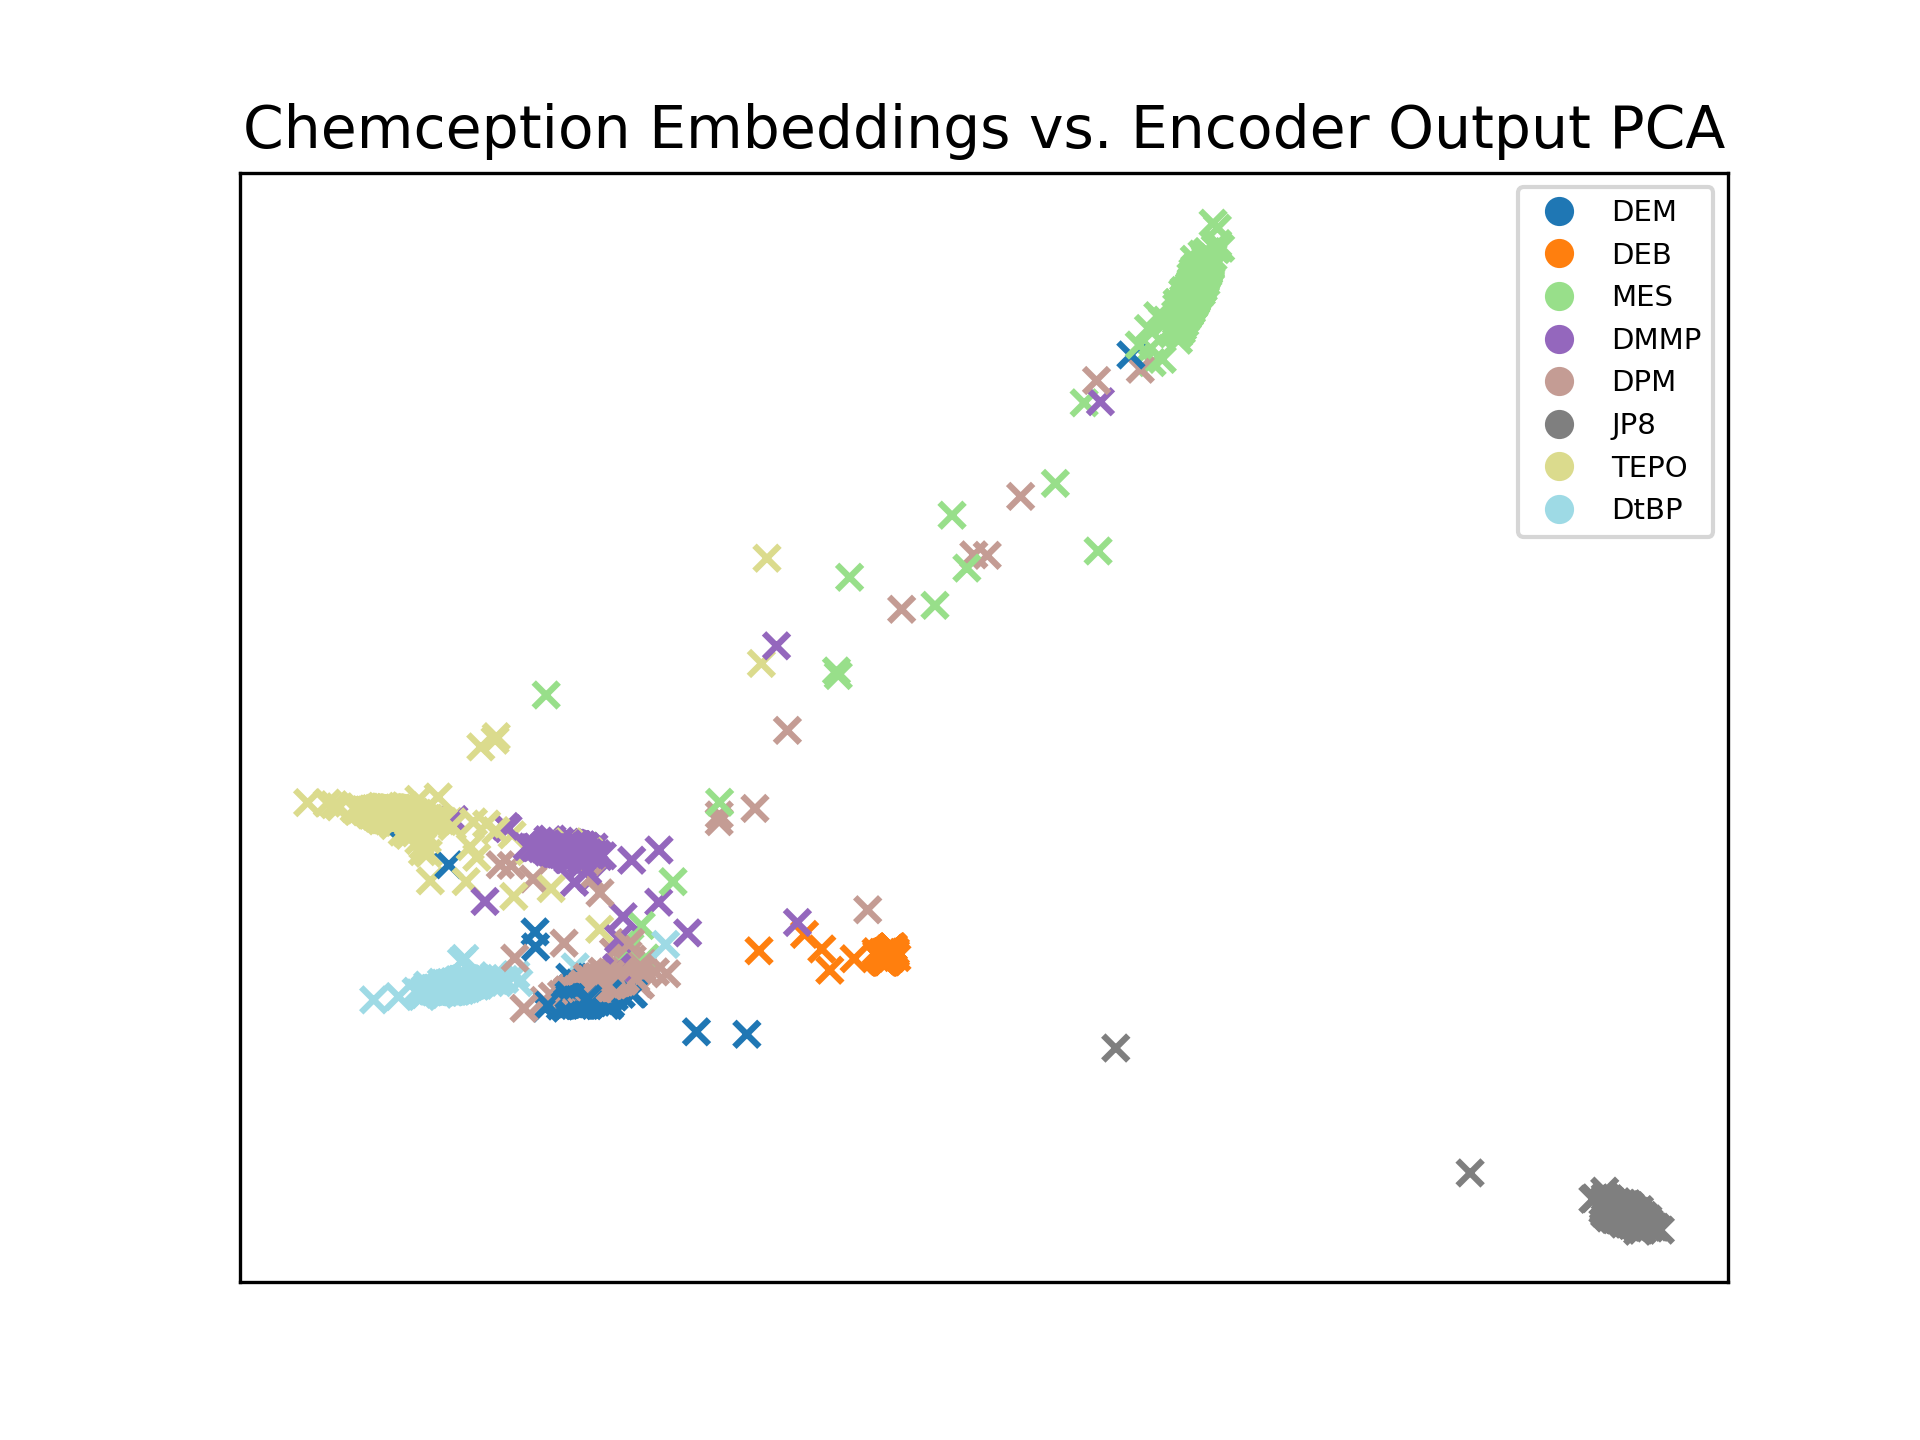 Chemception Embeddings vs. Encoder Output PCA
DEM
DEB
MES
DMMP
DPM
JP8
TEPO
DtBP